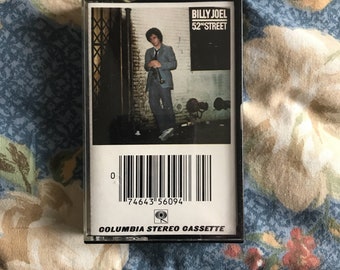 BILLY JOEL
52ND STREET
0
74643 56094
COLUMBIA STEREO CASSETTE